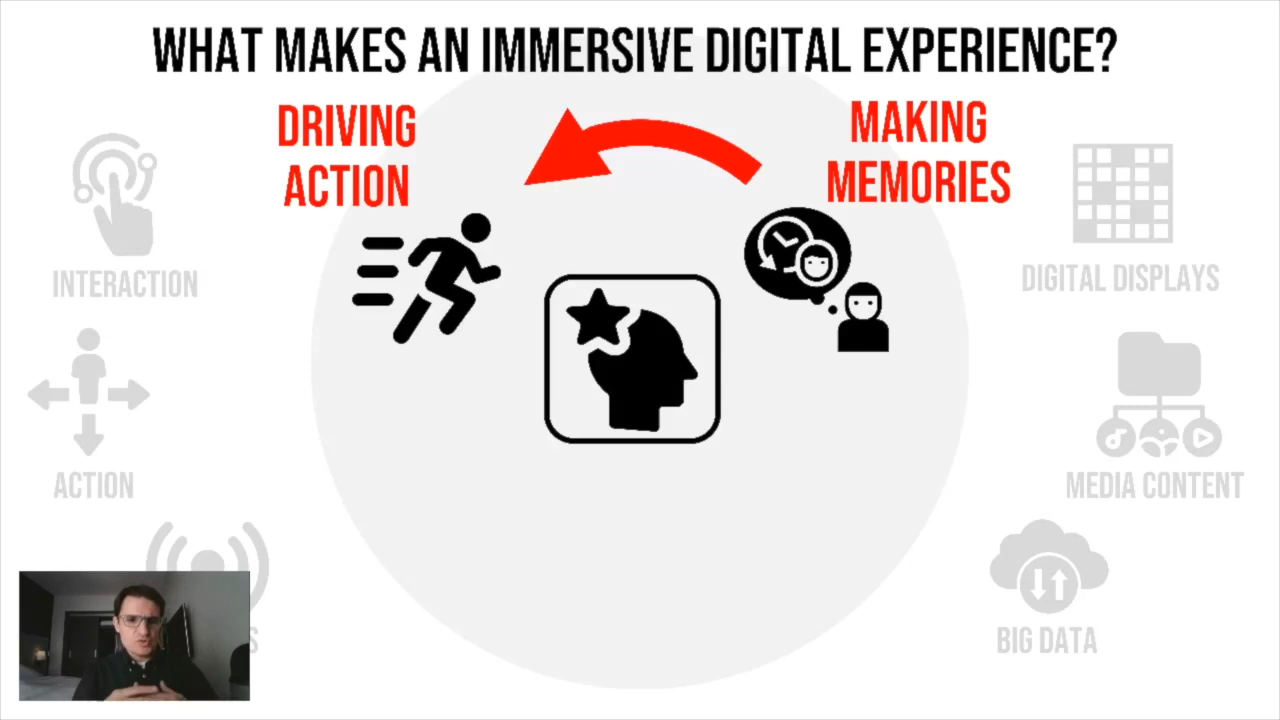 WHAT MAKES AN IMMERSIVE DIGITAL EXPERIENCE?
DRIVING
ACTION
MAKING
MEMORIES
INTERACTION
DIGITAL DISPLAYS
ACTION
MEDIA CONTENT
BIG DATA